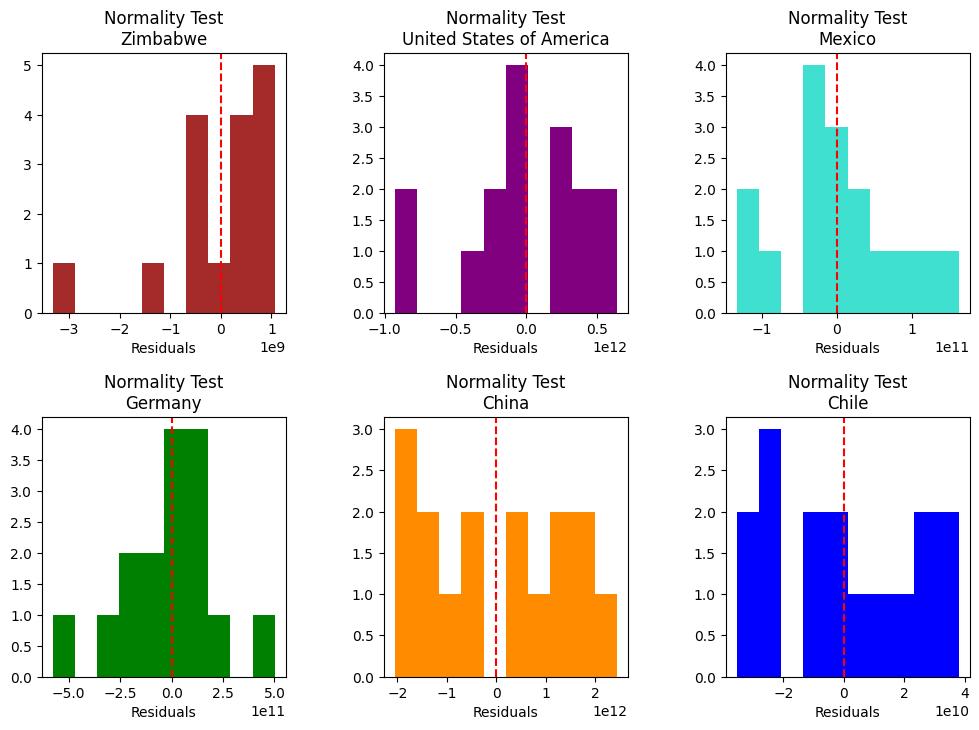 Normality Test
Zimbabwe
5
4
3
2
1
0
−3 −2 −1 0 1
1e9
Residuals
Normality Test
United States of America
4.0
3.5
3.0
2.5
2.0
1.5
1.0
0.5
0.0
−1.0 −0.5 0.0 0.5
1e12
Residuals
Normality Test
Mexico
4.0
3.5
3.0
2.5
2.0
1.5
1.0
0.5
0.0
−1 0 1
1e11
Residuals
Normality Test
Germany
4.0
3.5
3.0
2.5
2.0
1.5
1.0
0.5
0.0
−5.0 −2.5 0.0 2.5 5.0
1e11
Residuals
Normality Test
China
3.0
2.5
2.0
1.5
1.0
0.5
0.0
−2 −1 0 1 2
1e12
Residuals
Normality Test
Chile
3.0
2.5
2.0
1.5
1.0
0.5
0.0
−2 0 2 4
1e10
Residuals